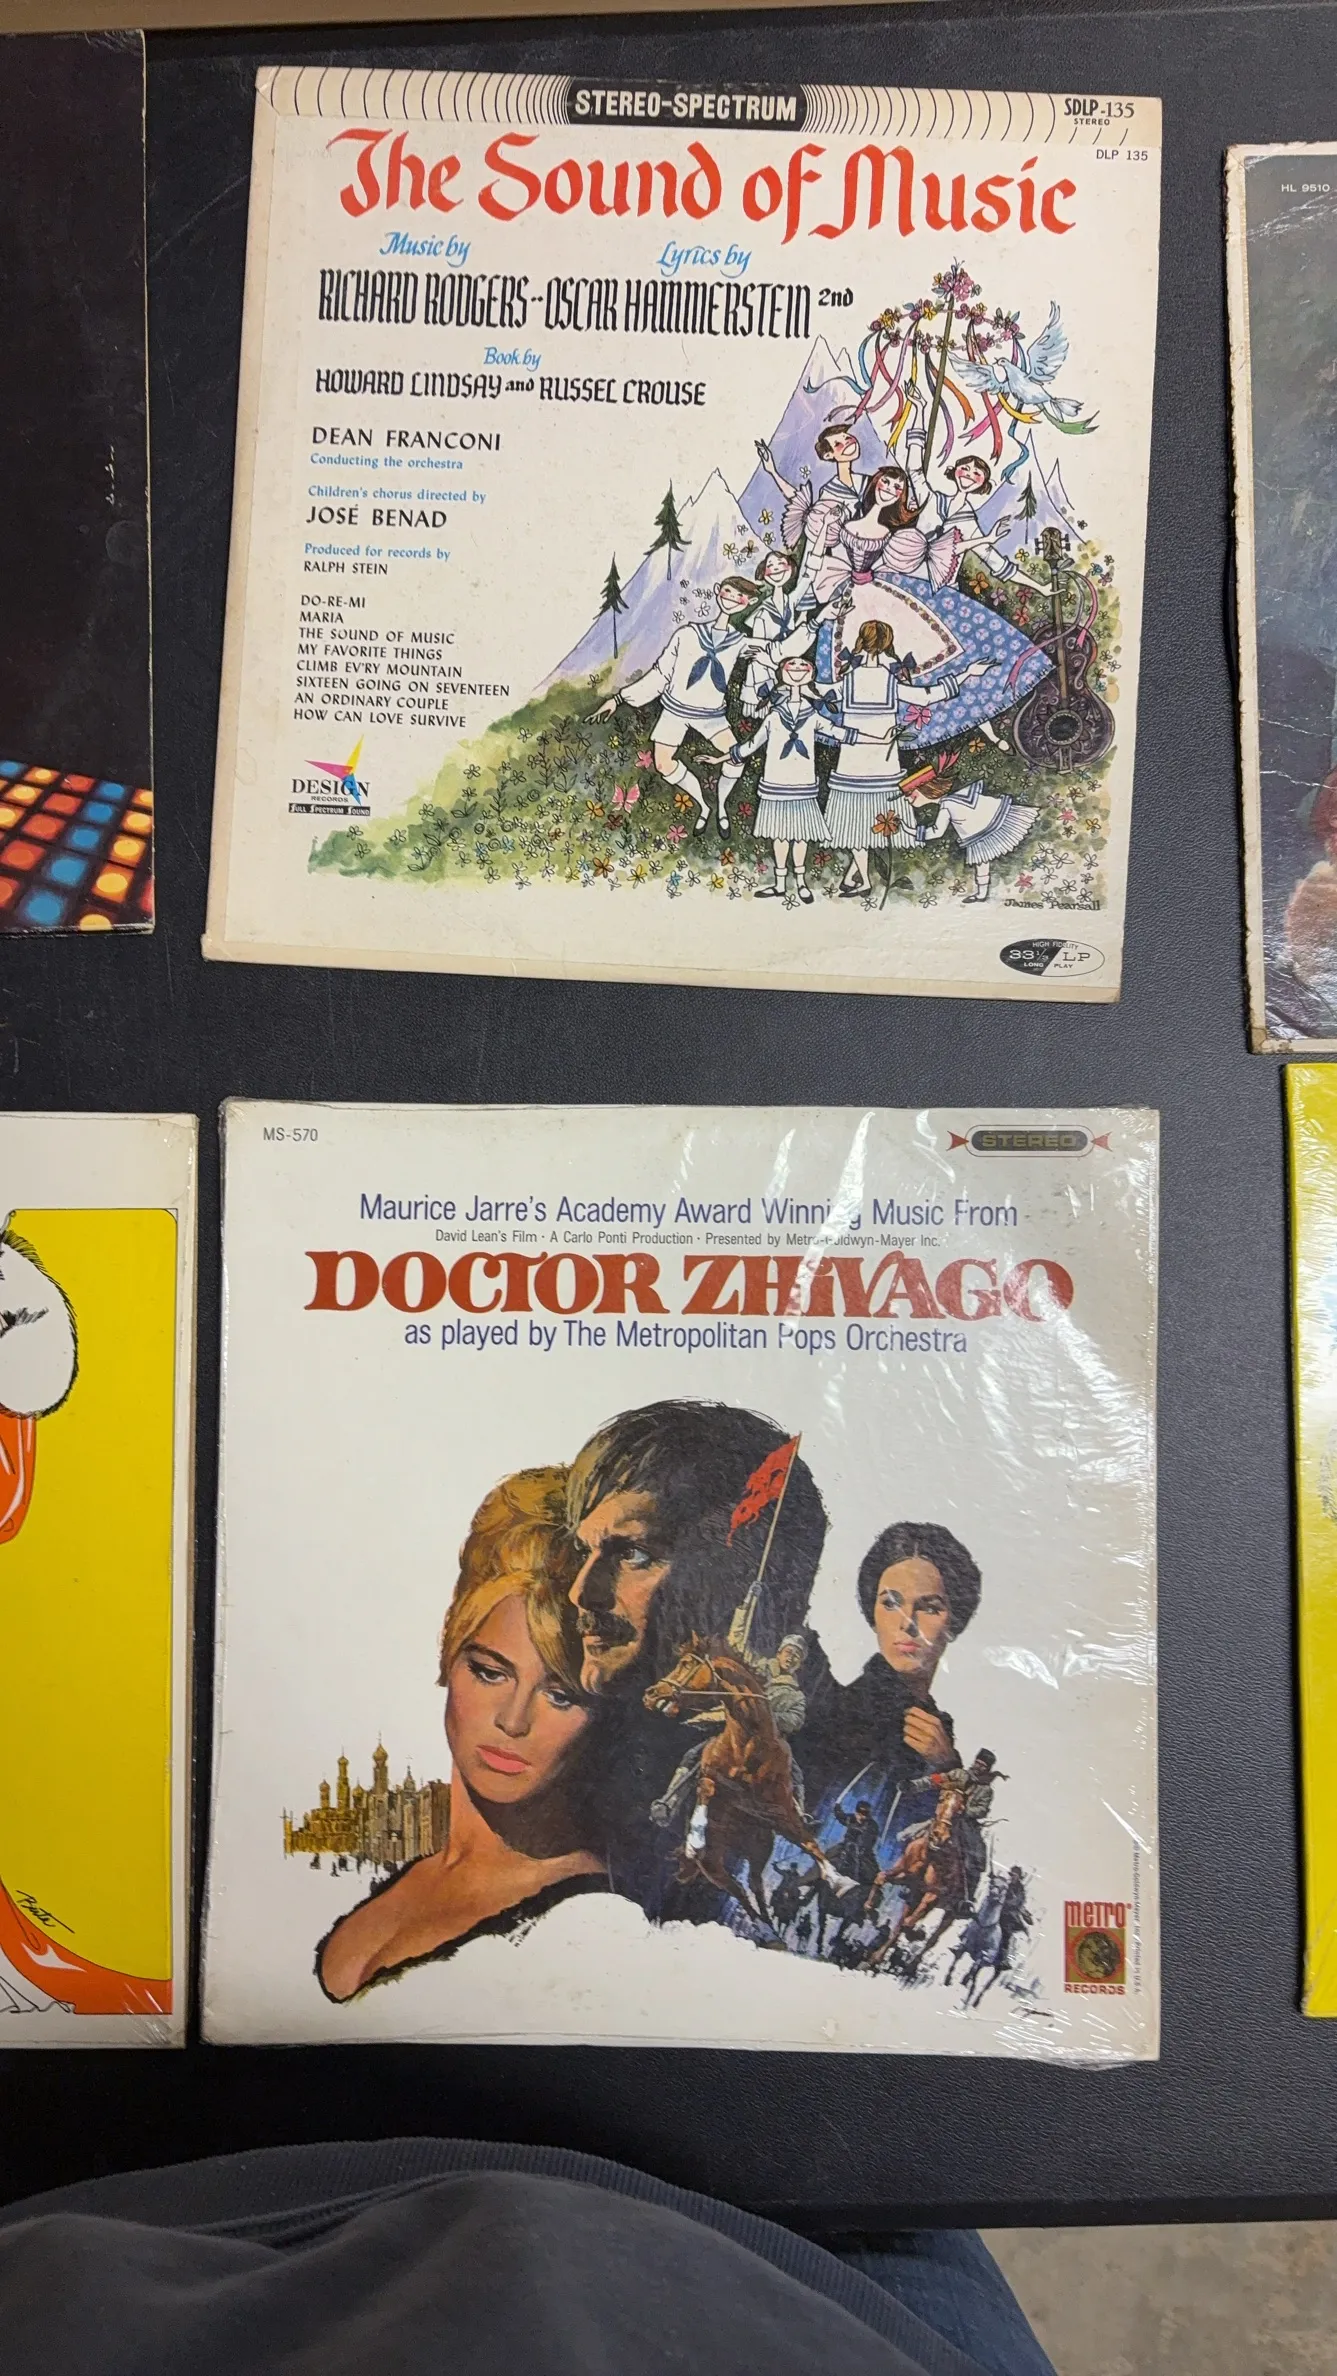 STEREO-SPECTRUM
SDLP-135
STEREO
DLP 135
The Sound of Music
Music by
Lyrics by
RICHARD RODGERS--OSCAR HAMMERSTEIN 2nd
Book by
HOWARD LINDSAY and RUSSEL CROUSE
DEAN FRANCONI
Conducting the orchestra
Children's chorus directed by
JOSÉ BENAD
Produced for records by
RALPH STEIN
DO-RE-MI
MARIA
THE SOUND OF MUSIC
MY FAVORITE THINGS
CLIMB EV'RY MOUNTAIN
SIXTEEN GOING ON SEVENTEEN
AN ORDINARY COUPLE
HOW CAN LOVE SURVIVE
DESIGN
RECORDS
FULL SPECTRUM SOUND
James Pearsall
HIGH FIDELITY
33 1/3 LP
LONG PLAY
HL 9510
MS-570
STEREO
Maurice Jarre's Academy Award Winning Music From
David Lean's Film · A Carlo Ponti Production · Presented by Metro-Goldwyn-Mayer Inc.
DOCTOR ZHiVAGO
as played by The Metropolitan Pops Orchestra
metro
RECORDS